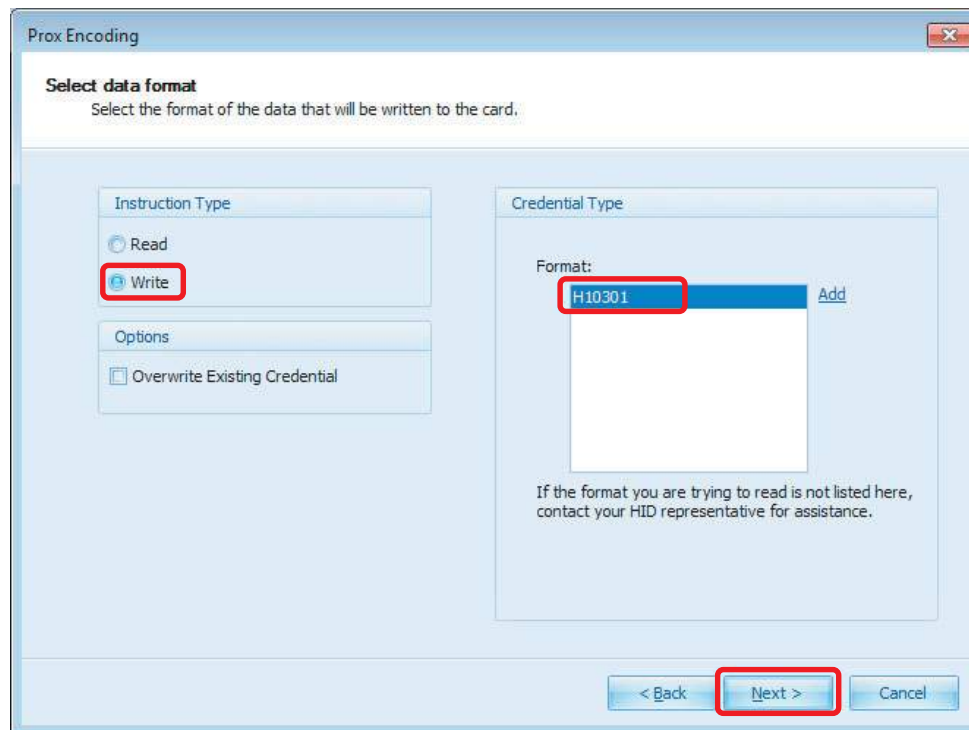 Prox Encoding
Select data format
Select the format of the data that will be written to the card.
Instruction Type
Read
Write
Options
Overwrite Existing Credential
Credential Type
Format:
H10301
Add
If the format you are trying to read is not listed here,
contact your HID representative for assistance.
< Back
Next >
Cancel